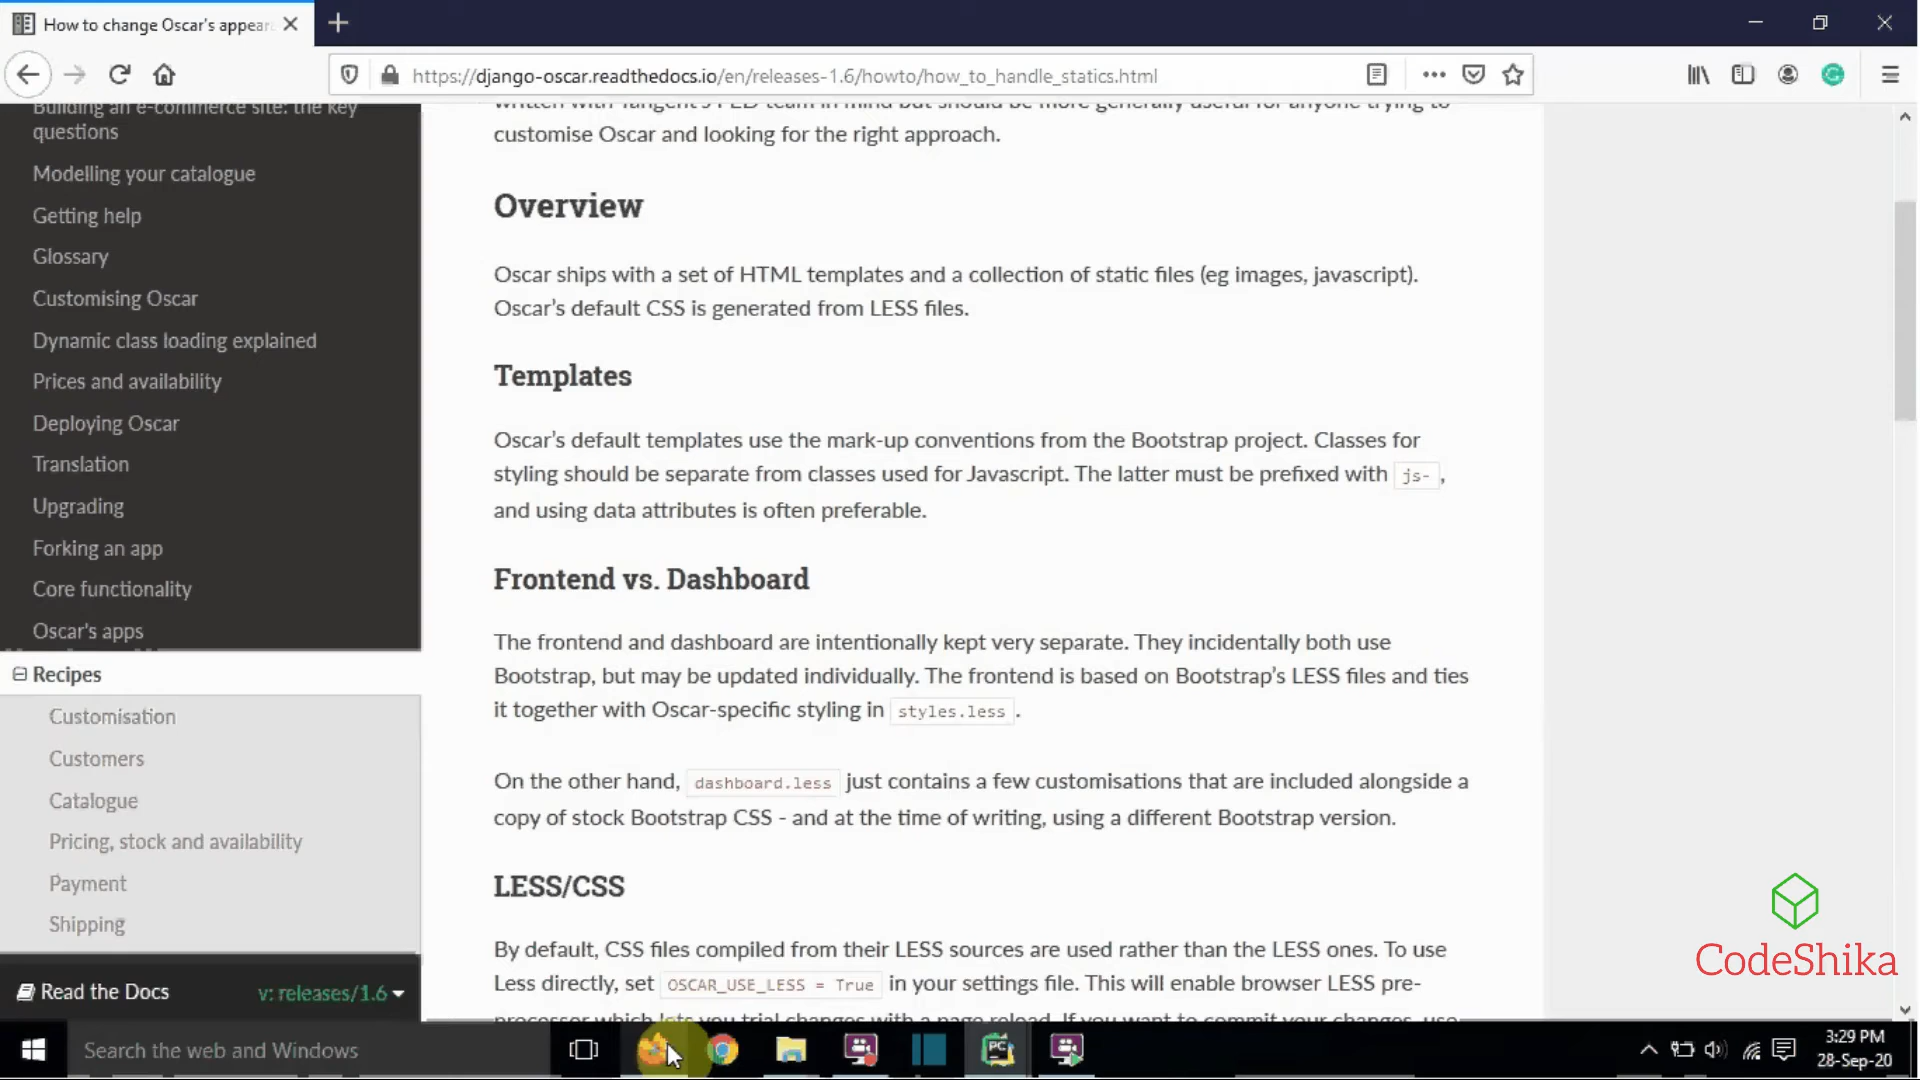 How to change Oscar's appear
https://django-oscar.readthedocs.io/en/releases-1.6/howto/how_to_handle_statics.html
Building an e-commerce site: the key
questions
Modelling your catalogue
Getting help
Glossary
Customising Oscar
Dynamic class loading explained
Prices and availability
Deploying Oscar
Translation
Upgrading
Forking an app
Core functionality
Oscar's apps
Recipes
Customisation
Customers
Catalogue
Pricing, stock and availability
Payment
Shipping
Read the Docs
v: releases/1.6
written with Tangent's FED team in mind but should be more generally useful for anyone trying to
customise Oscar and looking for the right approach.
Overview
Oscar ships with a set of HTML templates and a collection of static files (eg images, javascript).
Oscar's default CSS is generated from LESS files.
Templates
Oscar's default templates use the mark-up conventions from the Bootstrap project. Classes for
styling should be separate from classes used for Javascript. The latter must be prefixed with js- ,
and using data attributes is often preferable.
Frontend vs. Dashboard
The frontend and dashboard are intentionally kept very separate. They incidentally both use
Bootstrap, but may be updated individually. The frontend is based on Bootstrap's LESS files and ties
it together with Oscar-specific styling in styles.less .
On the other hand, dashboard.less just contains a few customisations that are included alongside a
copy of stock Bootstrap CSS - and at the time of writing, using a different Bootstrap version.
LESS/CSS
By default, CSS files compiled from their LESS sources are used rather than the LESS ones. To use
Less directly, set OSCAR_USE_LESS = True in your settings file. This will enable browser LESS pre-
processor which lets you trial changes with a page reload. If you want to commit your changes, use
CodeShika
Search the web and Windows
PC
3:29 PM
28-Sep-20